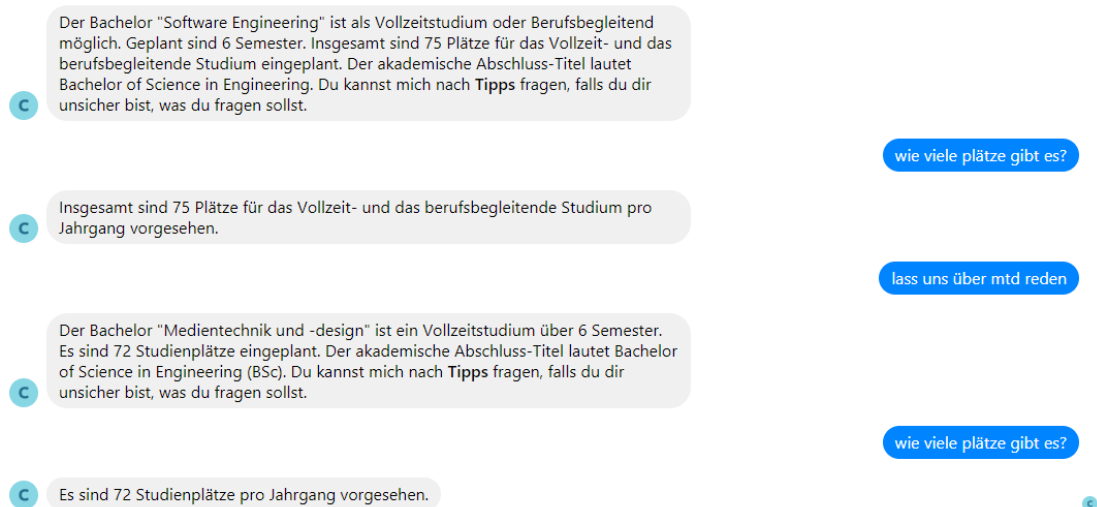 Der Bachelor "Software Engineering" ist als Vollzeitstudium oder Berufsbegleitend
möglich. Geplant sind 6 Semester. Insgesamt sind 75 Plätze für das Vollzeit- und das
berufsbegleitende Studium eingeplant. Der akademische Abschluss-Titel lautet
Bachelor of Science in Engineering. Du kannst mich nach Tipps fragen, falls du dir
unsicher bist, was du fragen sollst.
C
wie viele plätze gibt es?
Insgesamt sind 75 Plätze für das Vollzeit- und das berufsbegleitende Studium pro
Jahrgang vorgesehen.
C
lass uns über mtd reden
Der Bachelor "Medientechnik und -design" ist ein Vollzeitstudium über 6 Semester.
Es sind 72 Studienplätze eingeplant. Der akademische Abschluss-Titel lautet Bachelor
of Science in Engineering (BSc). Du kannst mich nach Tipps fragen, falls du dir
unsicher bist, was du fragen sollst.
C
wie viele plätze gibt es?
C
Es sind 72 Studienplätze pro Jahrgang vorgesehen.
C